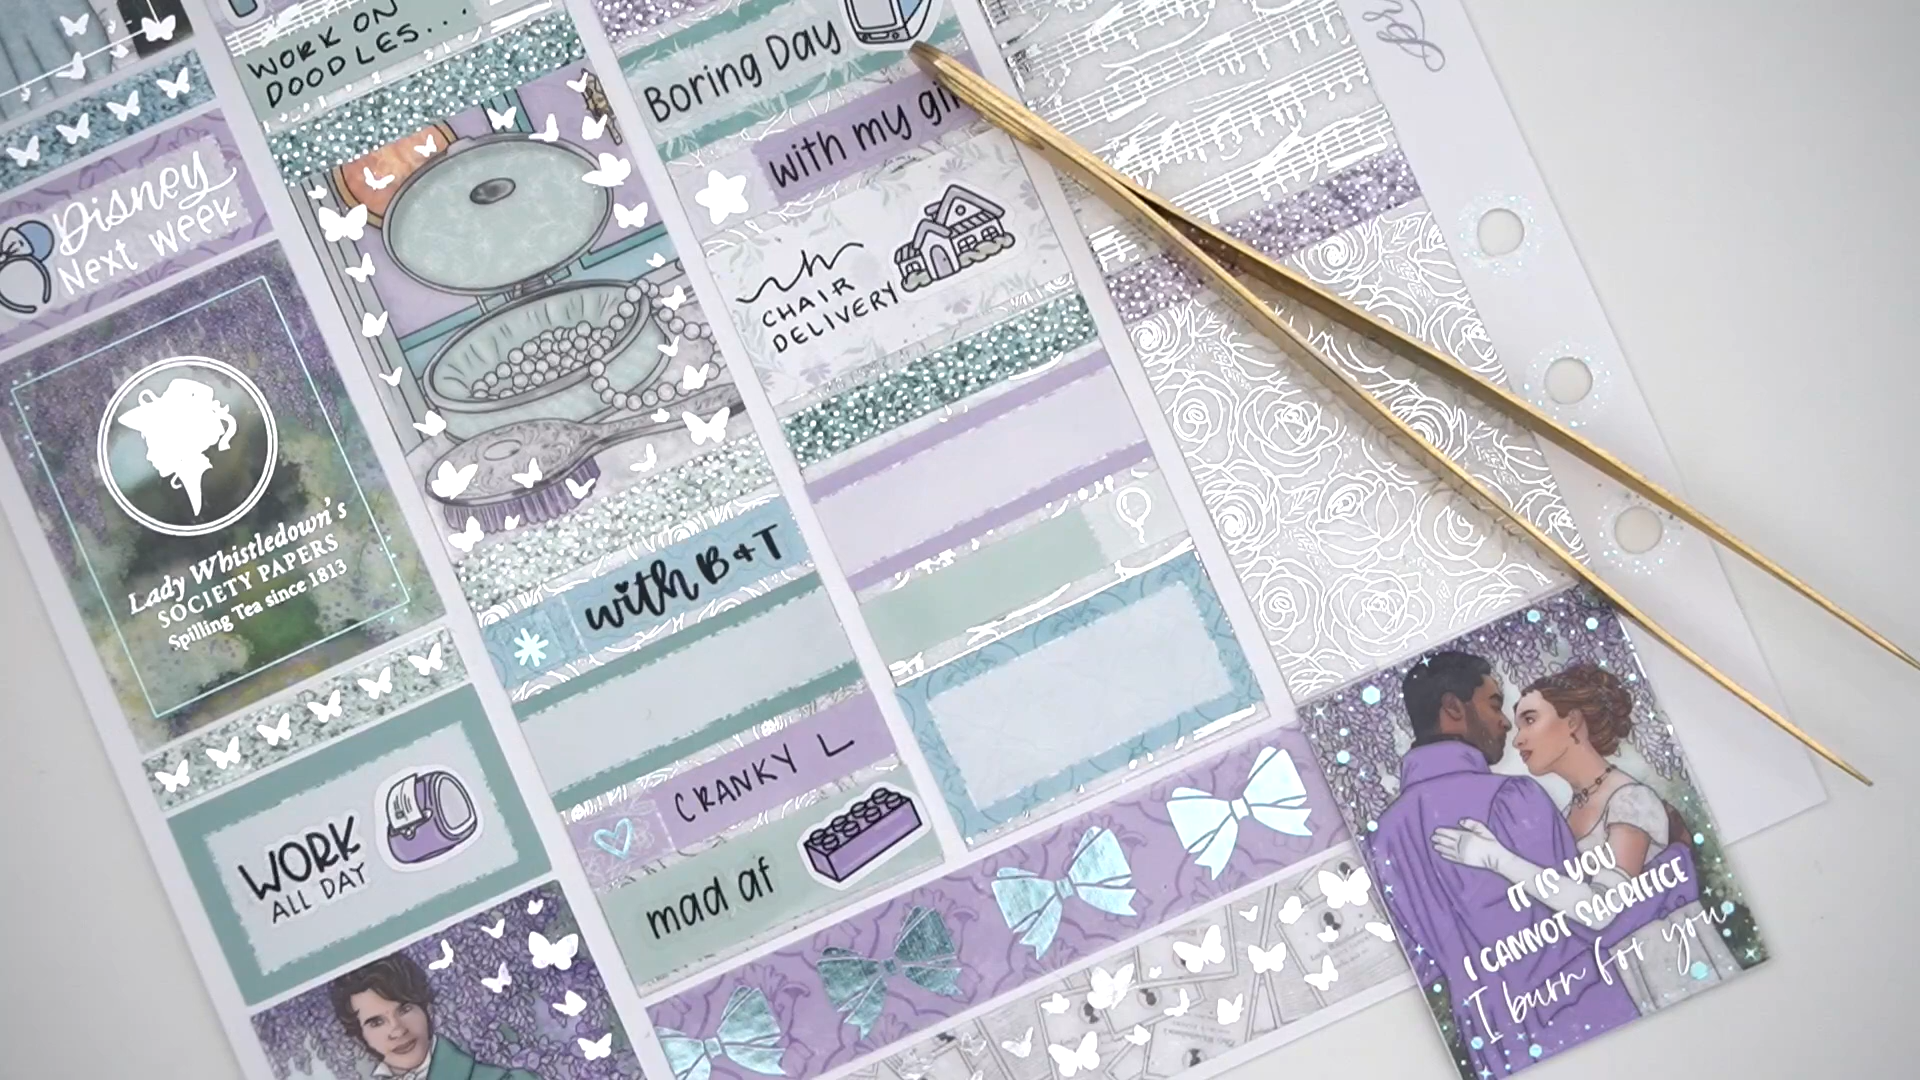 WORK ON
DOODLES...
Boring Day
with my
Disney
Next Week
CHAIR
DELIVERY
Lady Whistledown's
SOCIETY PAPERS
Spilling Tea since 1813
with B & T
WORK
ALL DAY
CRANKY L
mad af
IT IS YOU
I CANNOT SACRIFICE
I burn for you